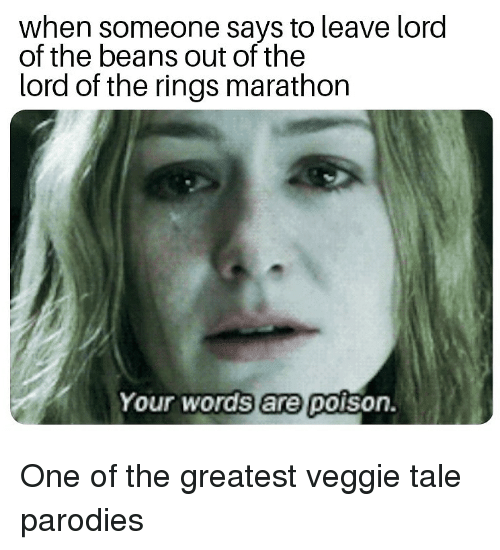 when someone says to leave lord
of the beans out of the
lord of the rings marathon
Your words are poison.
One of the greatest veggie tale
parodies